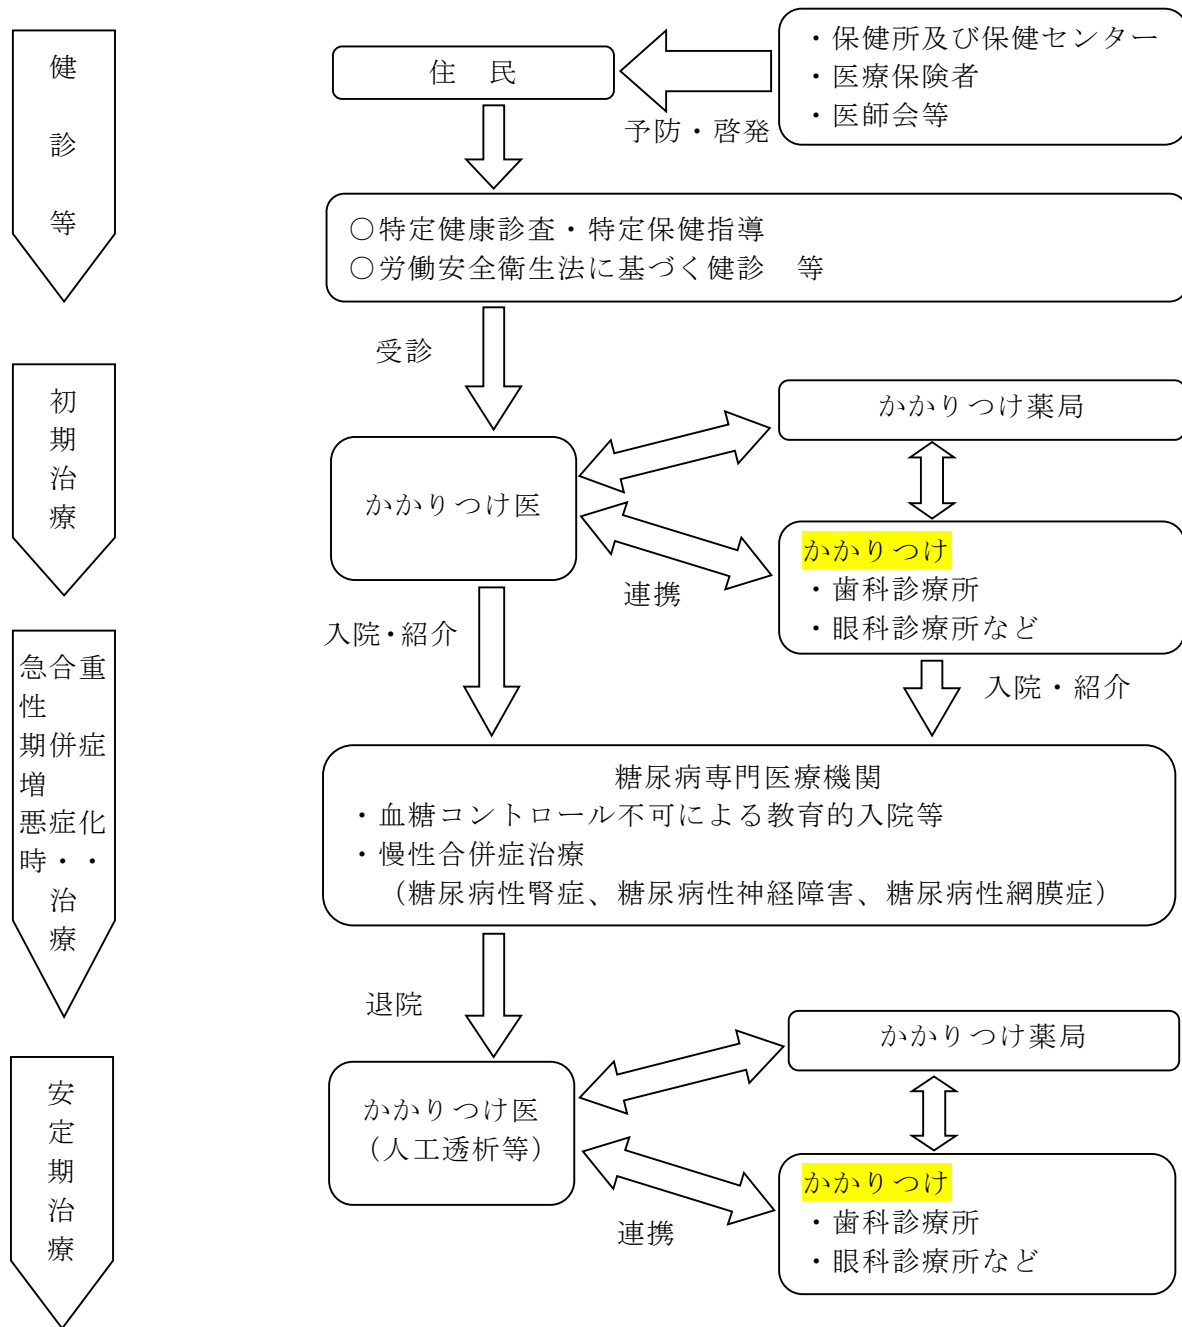 健
診
等
住　民
・保健所及び保健センター
・医療保険者
・医師会等
予防・啓発
○特定健康診査・特定保健指導
○労働安全衛生法に基づく健診　等
受診
初
期
治
療
かかりつけ医
かかりつけ薬局
連携
かかりつけ
・歯科診療所
・眼科診療所など
入院・紹介
入院・紹介
急合重
性
期併症
増
悪症化
時・・
治
療
糖尿病専門医療機関
・血糖コントロール不可による教育的入院等
・慢性合併症治療
（糖尿病性腎症、糖尿病性神経障害、糖尿病性網膜症）
退院
安
定
期
治
療
かかりつけ医
（人工透析等）
かかりつけ薬局
連携
かかりつけ
・歯科診療所
・眼科診療所など